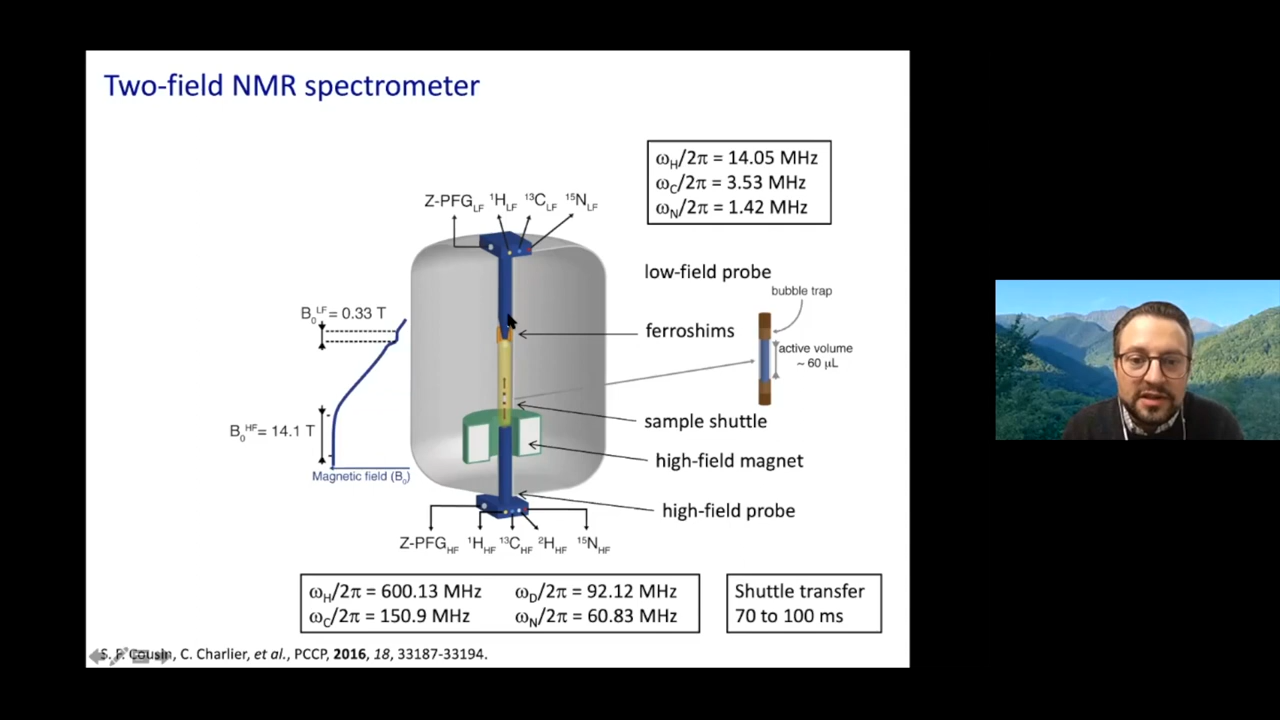 Two-field NMR spectrometer
ωH/2π = 14.05 MHz
ωC/2π = 3.53 MHz
ωN/2π = 1.42 MHz
Z-PFGLF 1HLF 13CLF 15NLF
low-field probe
bubble trap
B0LF = 0.33 T
ferroshims
active volume
~ 60 µL
sample shuttle
B0HF = 14.1 T
high-field magnet
Magnetic field (B0)
high-field probe
Z-PFGHF 1HHF 13CHF 2HHF 15NHF
ωH/2π = 600.13 MHz ωD/2π = 92.12 MHz
ωC/2π = 150.9 MHz ωN/2π = 60.83 MHz
Shuttle transfer
70 to 100 ms
S. F. Cousin, C. Charlier, et al., PCCP, 2016, 18, 33187-33194.